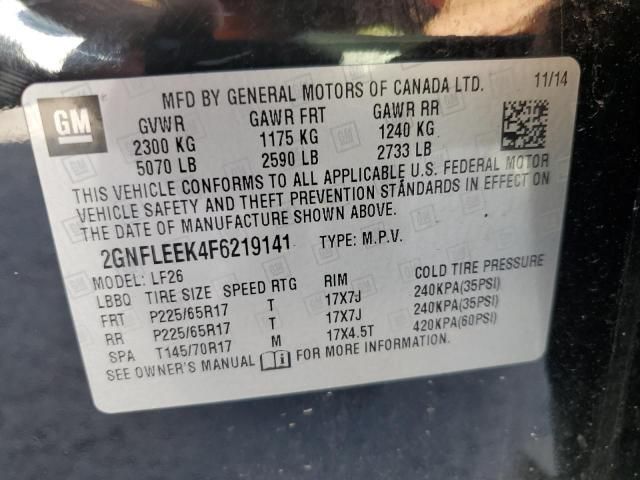 MFD BY GENERAL MOTORS OF CANADA LTD. 11/14
GM
GVWR GAWR FRT GAWR RR
2300 KG 1175 KG 1240 KG
5070 LB 2590 LB 2733 LB
THIS VEHICLE CONFORMS TO ALL APPLICABLE U.S. FEDERAL MOTOR
VEHICLE SAFETY AND THEFT PREVENTION STANDARDS IN EFFECT ON
THE DATE OF MANUFACTURE SHOWN ABOVE.
2GNFLEEK4F6219141 TYPE: M.P.V.
MODEL: LF26
LBBQ TIRE SIZE SPEED RTG RIM COLD TIRE PRESSURE
FRT P225/65R17 T 17X7J 240KPA(35PSI)
RR P225/65R17 T 17X7J 240KPA(35PSI)
SPA T145/70R17 M 17X4.5T 420KPA(60PSI)
SEE OWNER'S MANUAL FOR MORE INFORMATION.